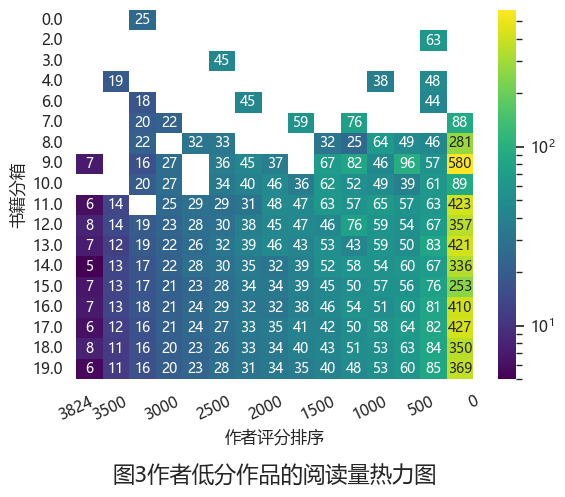 0.0 25
2.0 63
3.0 45
4.0 19 38 48
6.0 18 45 44
7.0 20 22 59 76 88
8.0 22 32 33 32 25 64 49 46 281
9.0 7 16 27 36 45 37 67 82 46 96 57 580
10.0 20 27 34 40 46 36 62 52 49 39 61 89
11.0 6 14 25 29 29 31 48 47 63 57 65 57 63 423
12.0 8 14 19 23 28 30 38 45 47 46 76 59 54 67 357
13.0 7 12 19 22 26 32 39 46 43 53 43 59 50 83 421
14.0 5 13 17 22 28 30 35 32 39 52 58 54 60 67 336
15.0 7 13 17 21 23 28 34 34 39 45 50 57 56 76 253
16.0 7 13 18 21 24 29 32 32 38 46 54 51 60 81 410
17.0 6 12 16 21 24 27 33 35 41 42 50 58 64 82 427
18.0 8 11 16 20 23 26 33 34 40 43 51 53 63 84 350
19.0 6 11 16 20 23 28 31 34 35 40 48 53 60 85 369
书籍分箱
3824 3500 3000 2500 2000 1500 1000 500 0
作者评分排序
10²
10¹
图3作者低分作品的阅读量热力图